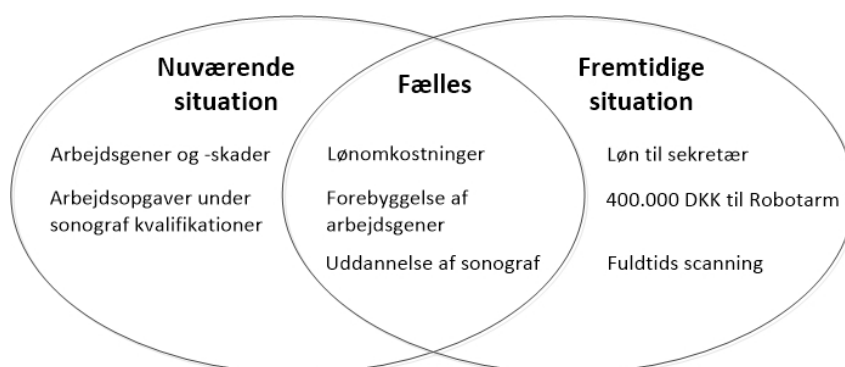 Nuværende
situation
Arbejdsgener og -skader
Arbejdsopgaver under
sonograf kvalifikationer
Fælles
Lønomkostninger
Forebyggelse af
arbejdsgener
Uddannelse af sonograf
Fremtidige
situation
Løn til sekretær
400.000 DKK til Robotarm
Fuldtids scanning